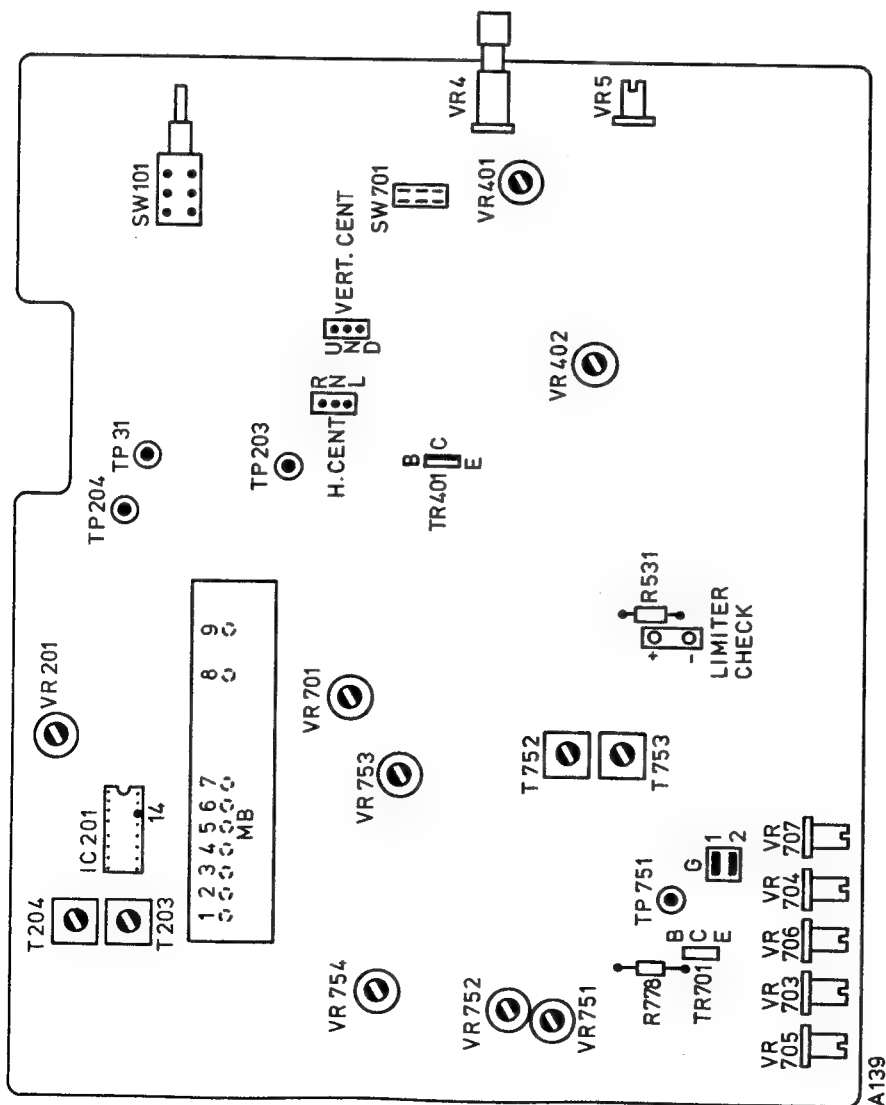 T204
T203
IC201
14
VR201
TP204
TP31
SW101
1 2 3 4 5 6 7 8 9
MB
VR754
VR753
VR701
TP203
H.CENT
R
N
L
U
N
D
VERT. CENT
SW701
VR4
VR5
VR401
VR402
TR401
B
C
E
VR752
VR751
T752
T753
R531
+
-
LIMITER
CHECK
R778
TR701
B
C
E
TP751
G
1
2
VR
705
VR
703
VR
706
VR
704
VR
707
A139